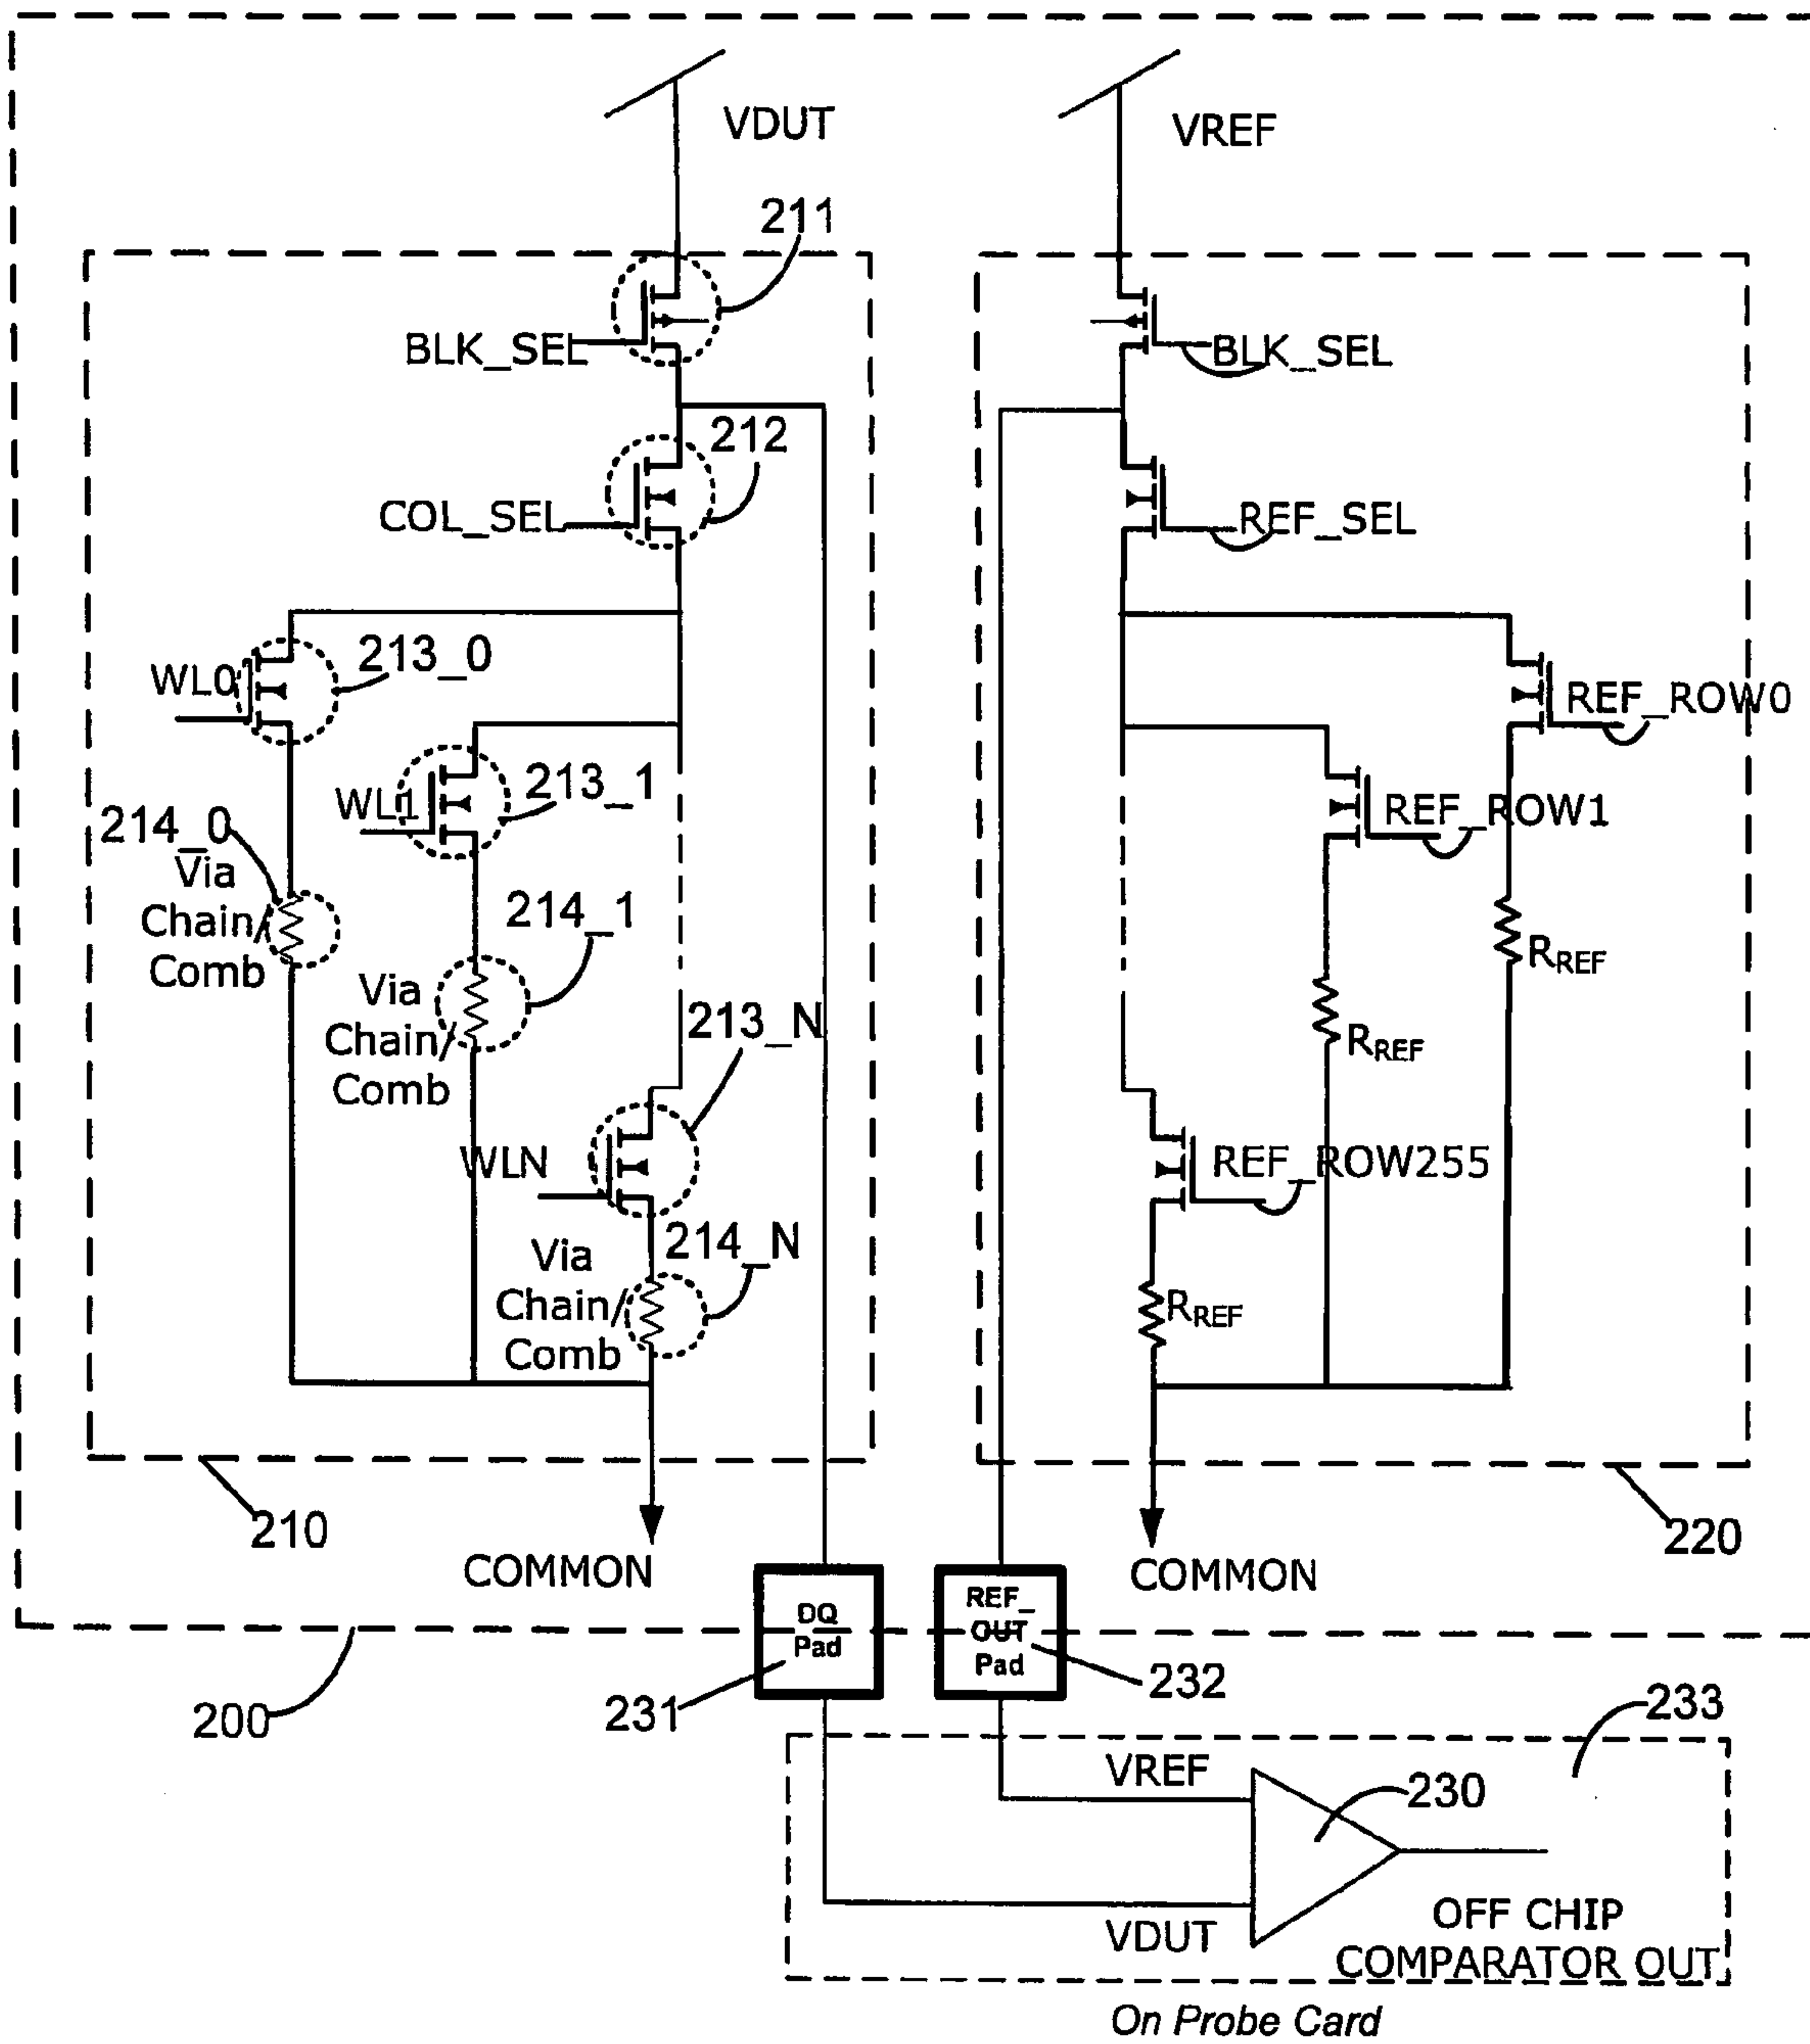 VDUT
VREF
211
BLK_SEL
BLK_SEL
212
COL_SEL
REF_SEL
WL0
213_0
REF_ROW0
WL1
213_1
REF_ROW1
214_0
Via
Chain/
Comb
214_1
Via
Chain/
Comb
RREF
RREF
213_N
WLN
REF_ROW255
214_N
Via
Chain/
Comb
RREF
210
220
COMMON
COMMON
DQ
Pad
REF_
OUT
Pad
200
231
232
233
VREF
230
VDUT
OFF CHIP
COMPARATOR OUT
On Probe Card